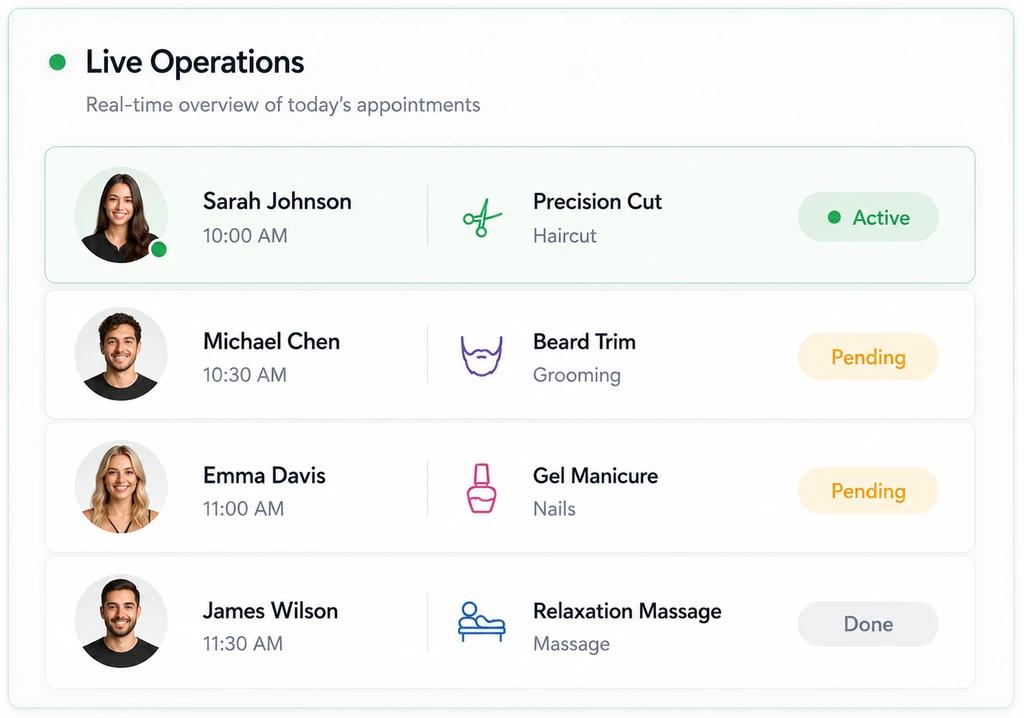 Live Operations
Real-time overview of today's appointments
Sarah Johnson
10:00 AM
Precision Cut
Haircut
Active
Michael Chen
10:30 AM
Beard Trim
Grooming
Pending
Emma Davis
11:00 AM
Gel Manicure
Nails
Pending
James Wilson
11:30 AM
Relaxation Massage
Massage
Done